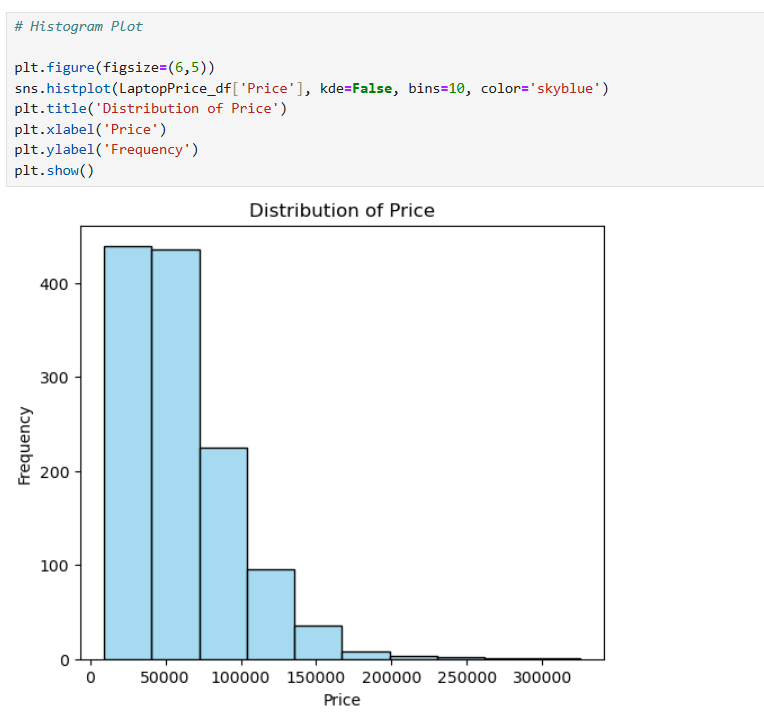 # Histogram Plot
plt.figure(figsize=(6,5))
sns.histplot(LaptopPrice_df['Price'], kde=False, bins=10, color='skyblue')
plt.title('Distribution of Price')
plt.xlabel('Price')
plt.ylabel('Frequency')
plt.show()
Distribution of Price
400
300
200
100
0
Frequency
0 50000 100000 150000 200000 250000 300000
Price